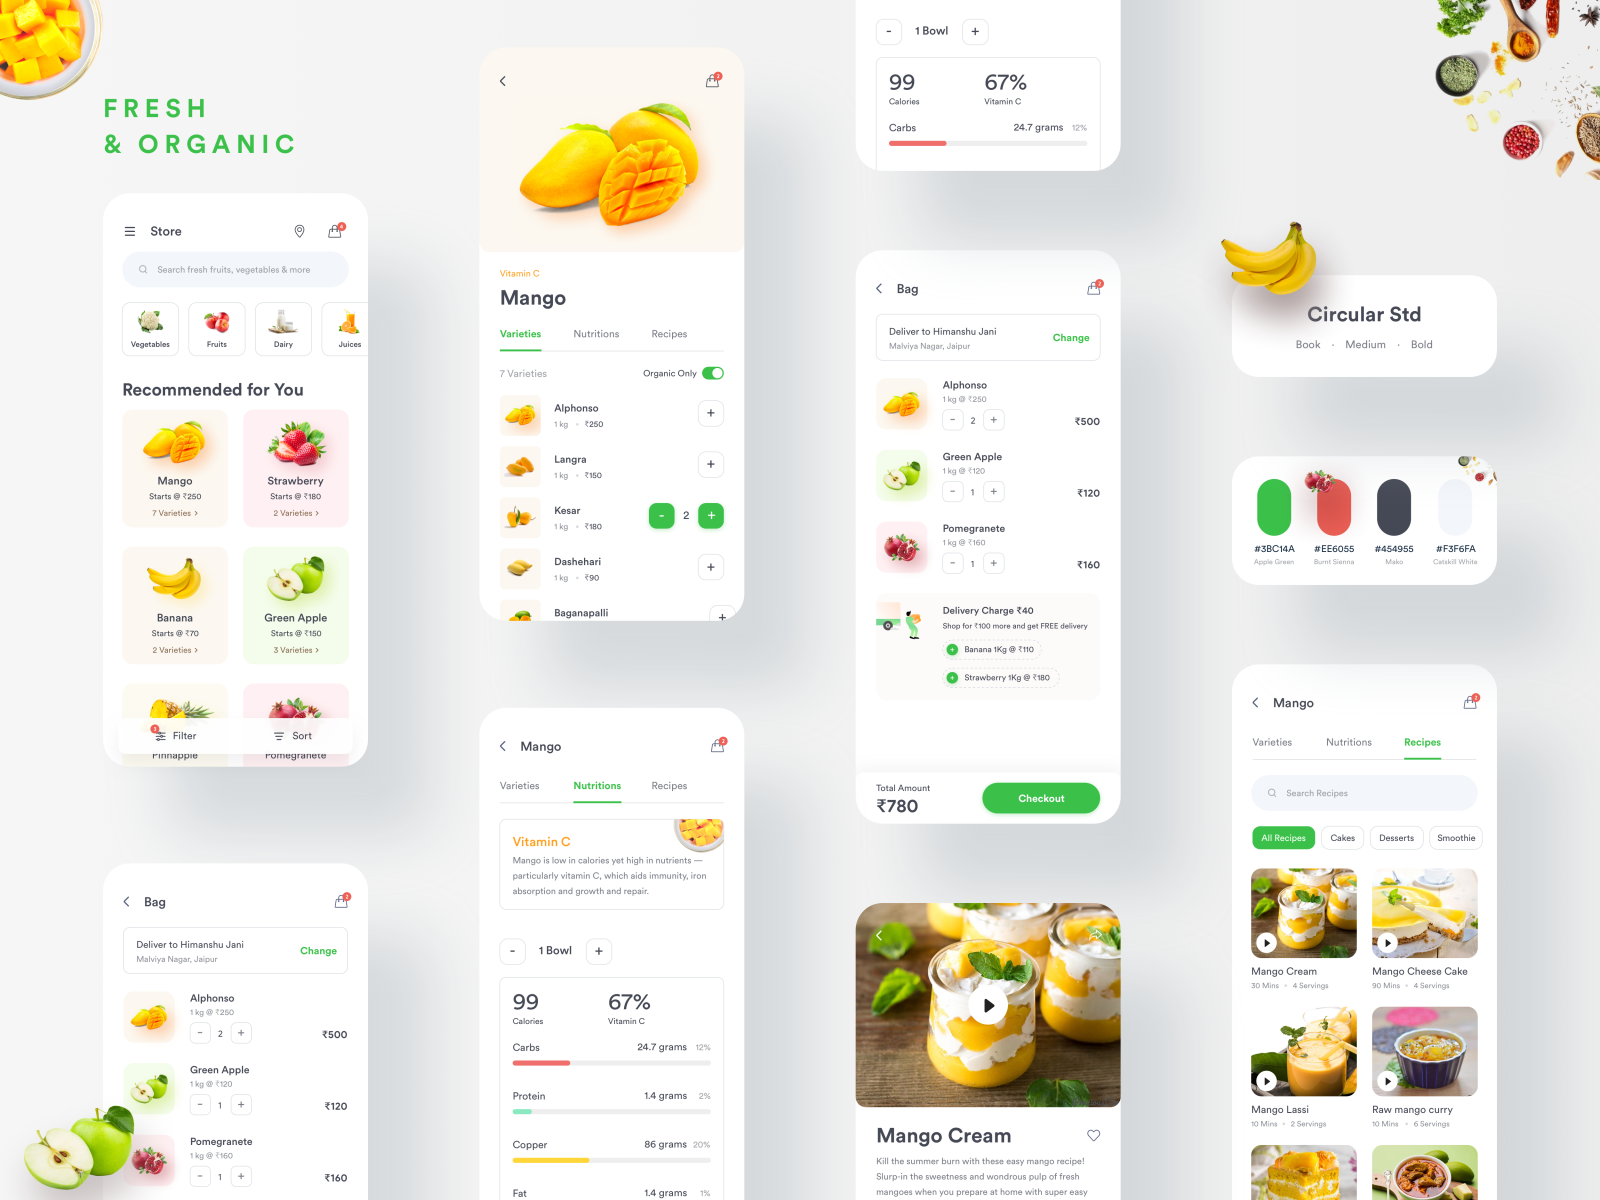 FRESH
& ORGANIC
Store
4
Search fresh fruits, vegetables & more
Vegetables
Fruits
Dairy
Juices
Recommended for You
Mango
Starts @ ₹250
7 Varieties >
Strawberry
Starts @ ₹180
2 Varieties >
Banana
Starts @ ₹70
2 Varieties >
Green Apple
Starts @ ₹150
3 Varieties >
Filter
Sort
Pinnapple
Pomegranete
Bag
Deliver to Himanshu Jani
Malviya Nagar, Jaipur
Change
Alphonso
1 kg @ ₹250
- 2 +
₹500
Green Apple
1 kg @ ₹120
- 1 +
₹120
Pomegranete
1 kg @ ₹160
- 1 +
₹160
Vitamin C
Mango
Varieties
Nutritions
Recipes
7 Varieties
Organic Only
Alphonso
1 kg • ₹250
+
Langra
1 kg • ₹150
+
Kesar
1 kg • ₹180
- 2 +
Dashehari
1 kg • ₹90
+
Baganapalli
+
Mango
Varieties
Nutritions
Recipes
Vitamin C
Mango is low in calories yet high in nutrients —
particularly vitamin C, which aids immunity, iron
absorption and growth and repair.
- 1 Bowl +
99
Calories
67%
Vitamin C
Carbs
24.7 grams 12%
Protein
1.4 grams 2%
Copper
86 grams 20%
Fat
1.4 grams 1%
- 1 Bowl +
99
Calories
67%
Vitamin C
Carbs
24.7 grams 12%
Bag
Deliver to Himanshu Jani
Malviya Nagar, Jaipur
Change
Alphonso
1 kg @ ₹250
- 2 +
₹500
Green Apple
1 kg @ ₹120
- 1 +
₹120
Pomegranete
1 kg @ ₹160
- 1 +
₹160
Delivery Charge ₹40
Shop for ₹100 more and get FREE delivery
+ Banana 1Kg @ ₹110
+ Strawberry 1Kg @ ₹180
Total Amount
₹780
Checkout
Mango Cream
Kill the summer burn with these easy mango recipe!
Slurp-in the sweetness and wondrous pulp of fresh
mangoes when you prepare at home with super easy
Circular Std
Book · Medium · Bold
#3BC14A
Apple Green
#EE6055
Burnt Sienna
#454955
Mako
#F3F6FA
Catskill White
Mango
Varieties
Nutritions
Recipes
Search Recipes
All Recipes
Cakes
Desserts
Smoothie
Mango Cream
30 Mins • 4 Servings
Mango Cheese Cake
90 Mins • 4 Servings
Mango Lassi
10 Mins • 2 Servings
Raw mango curry
10 Mins • 6 Servings